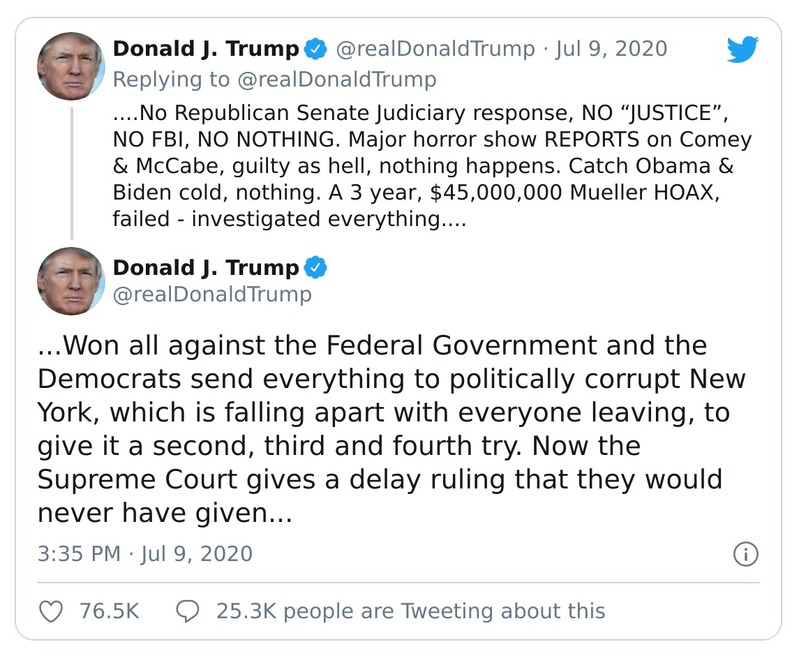 Donald J. Trump @realDonaldTrump · Jul 9, 2020
Replying to @realDonaldTrump
....No Republican Senate Judiciary response, NO “JUSTICE”,
NO FBI, NO NOTHING. Major horror show REPORTS on Comey
& McCabe, guilty as hell, nothing happens. Catch Obama &
Biden cold, nothing. A 3 year, $45,000,000 Mueller HOAX,
failed - investigated everything....
Donald J. Trump
@realDonaldTrump
...Won all against the Federal Government and the
Democrats send everything to politically corrupt New
York, which is falling apart with everyone leaving, to
give it a second, third and fourth try. Now the
Supreme Court gives a delay ruling that they would
never have given...
3:35 PM · Jul 9, 2020
76.5K 25.3K people are Tweeting about this